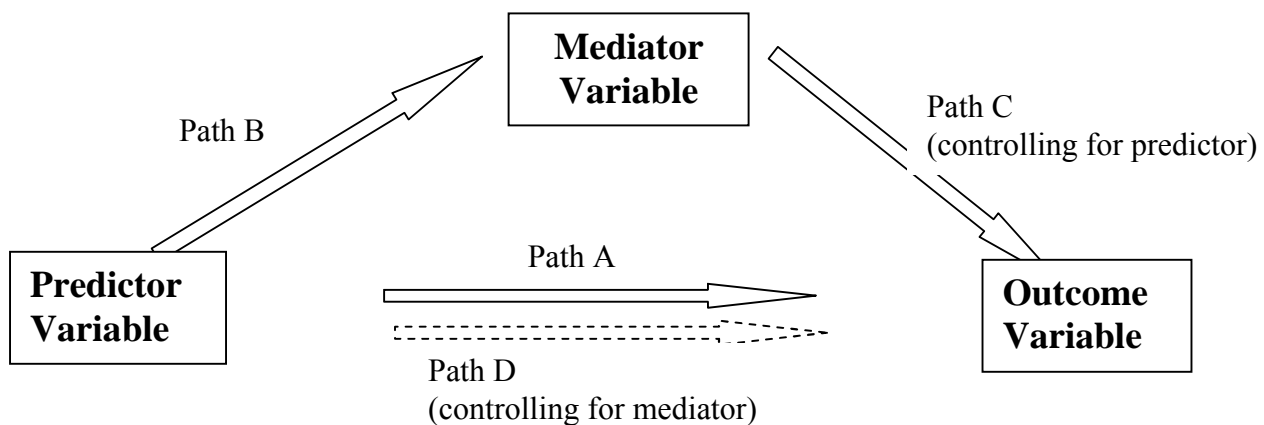 Mediator
Variable
Path B
Path C
(controlling for predictor)
Predictor
Variable
Path A
Outcome
Variable
Path D
(controlling for mediator)